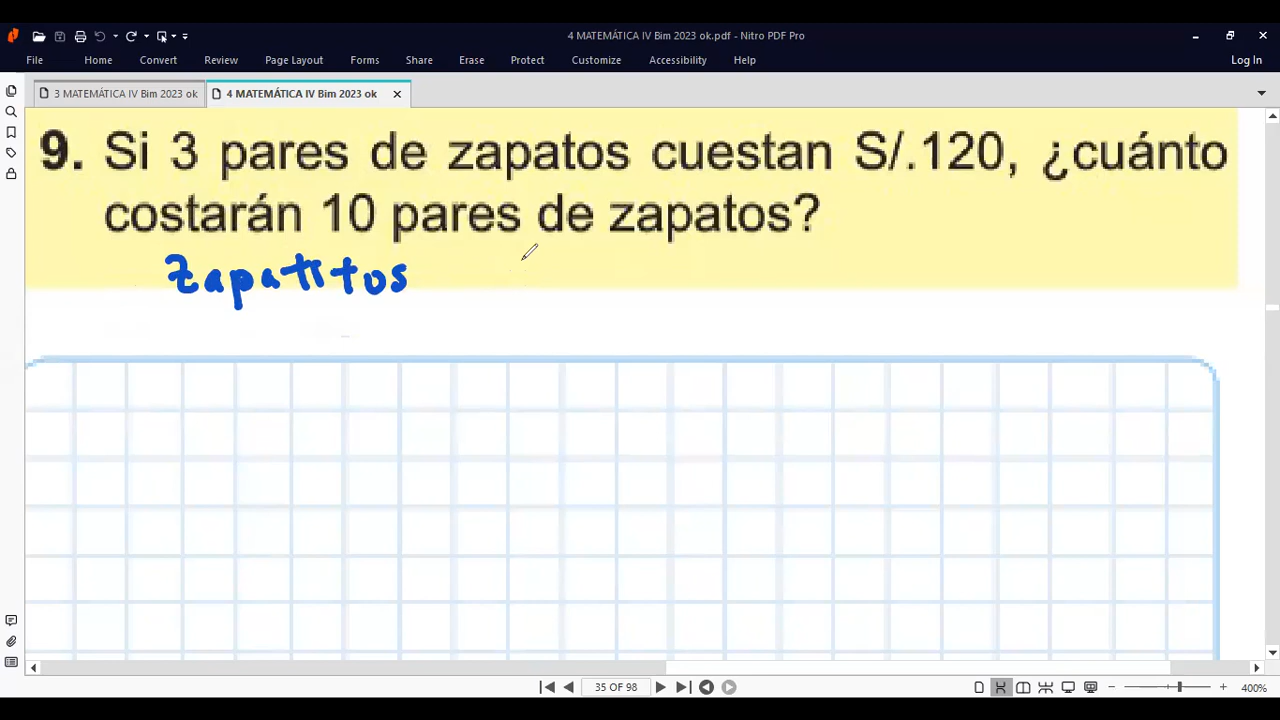 4 MATEMÁTICA IV Bim 2023 ok.pdf - Nitro PDF Pro
File Home Convert Review Page Layout Forms Share Erase Protect Customize Accessibility Help Log In
3 MATEMÁTICA IV Bim 2023 ok 4 MATEMÁTICA IV Bim 2023 ok
9. Si 3 pares de zapatos cuestan S/.120, ¿cuánto
costarán 10 pares de zapatos?
zapatitos
35 OF 98 400%